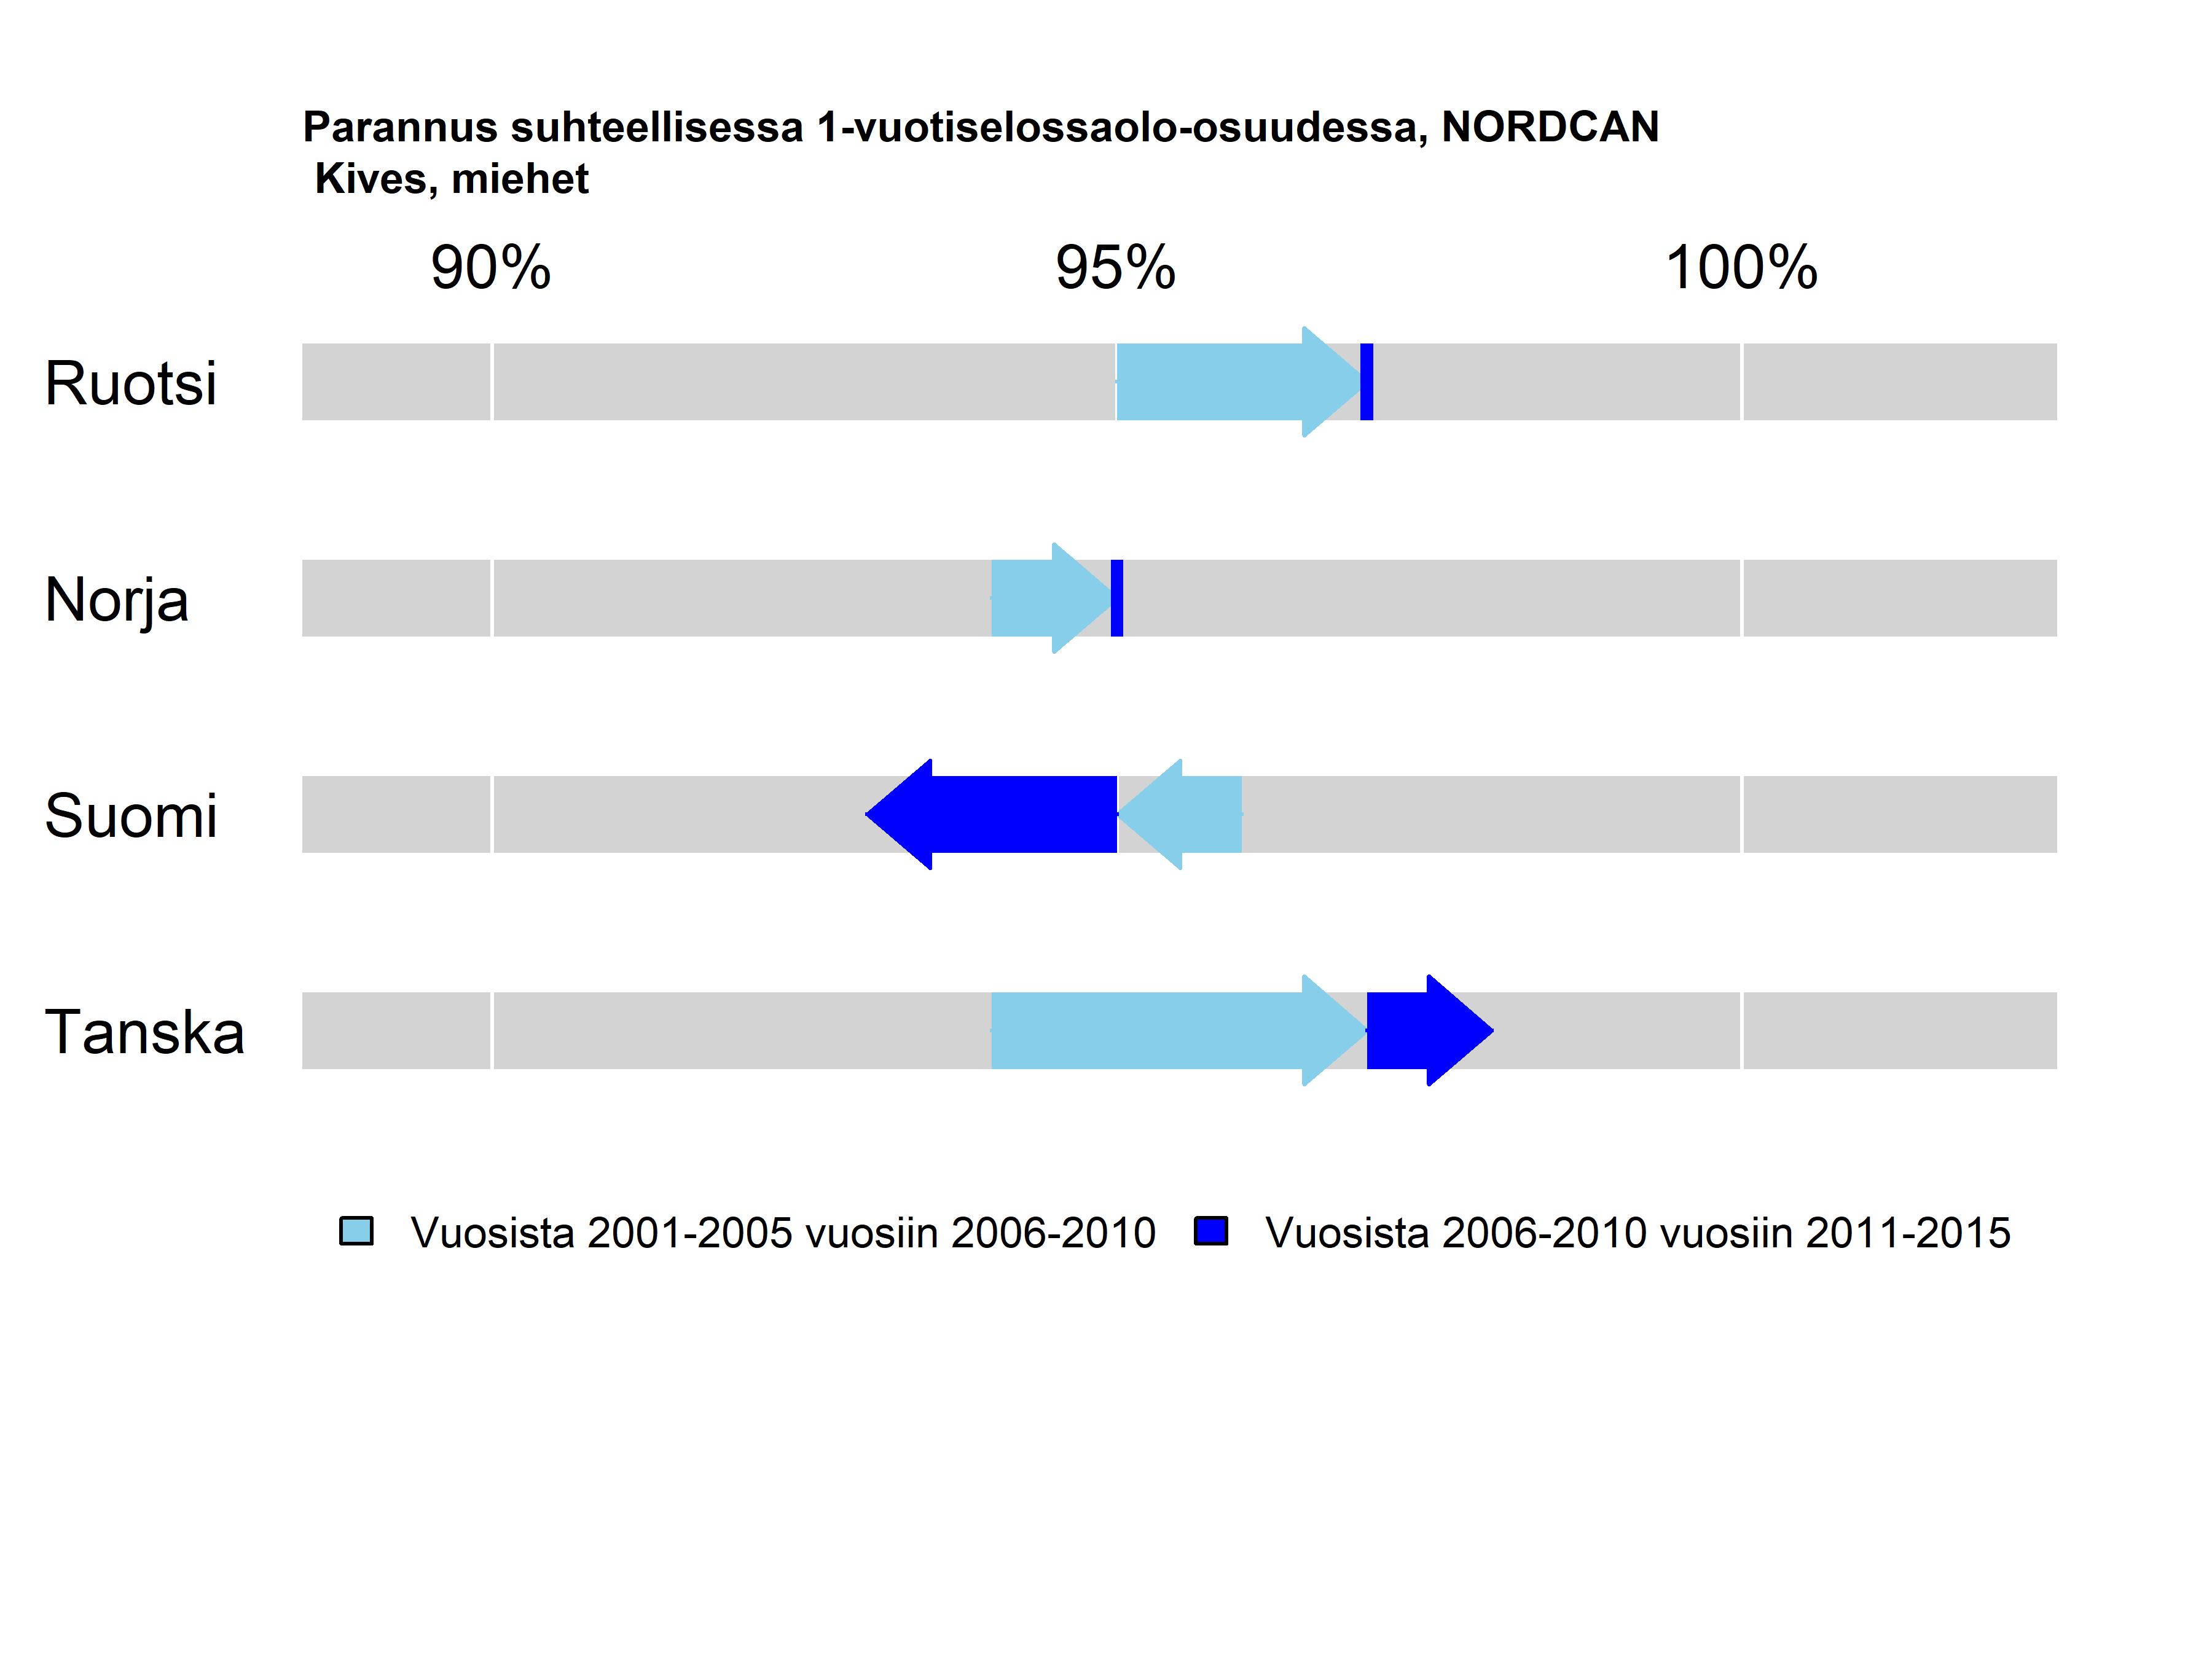 Parannus suhteellisessa 1-vuotiselossaolo-osuudessa, NORDCAN
Kives, miehet
90% 95% 100%
Ruotsi
Norja
Suomi
Tanska
Vuosista 2001-2005 vuosiin 2006-2010 Vuosista 2006-2010 vuosiin 2011-2015